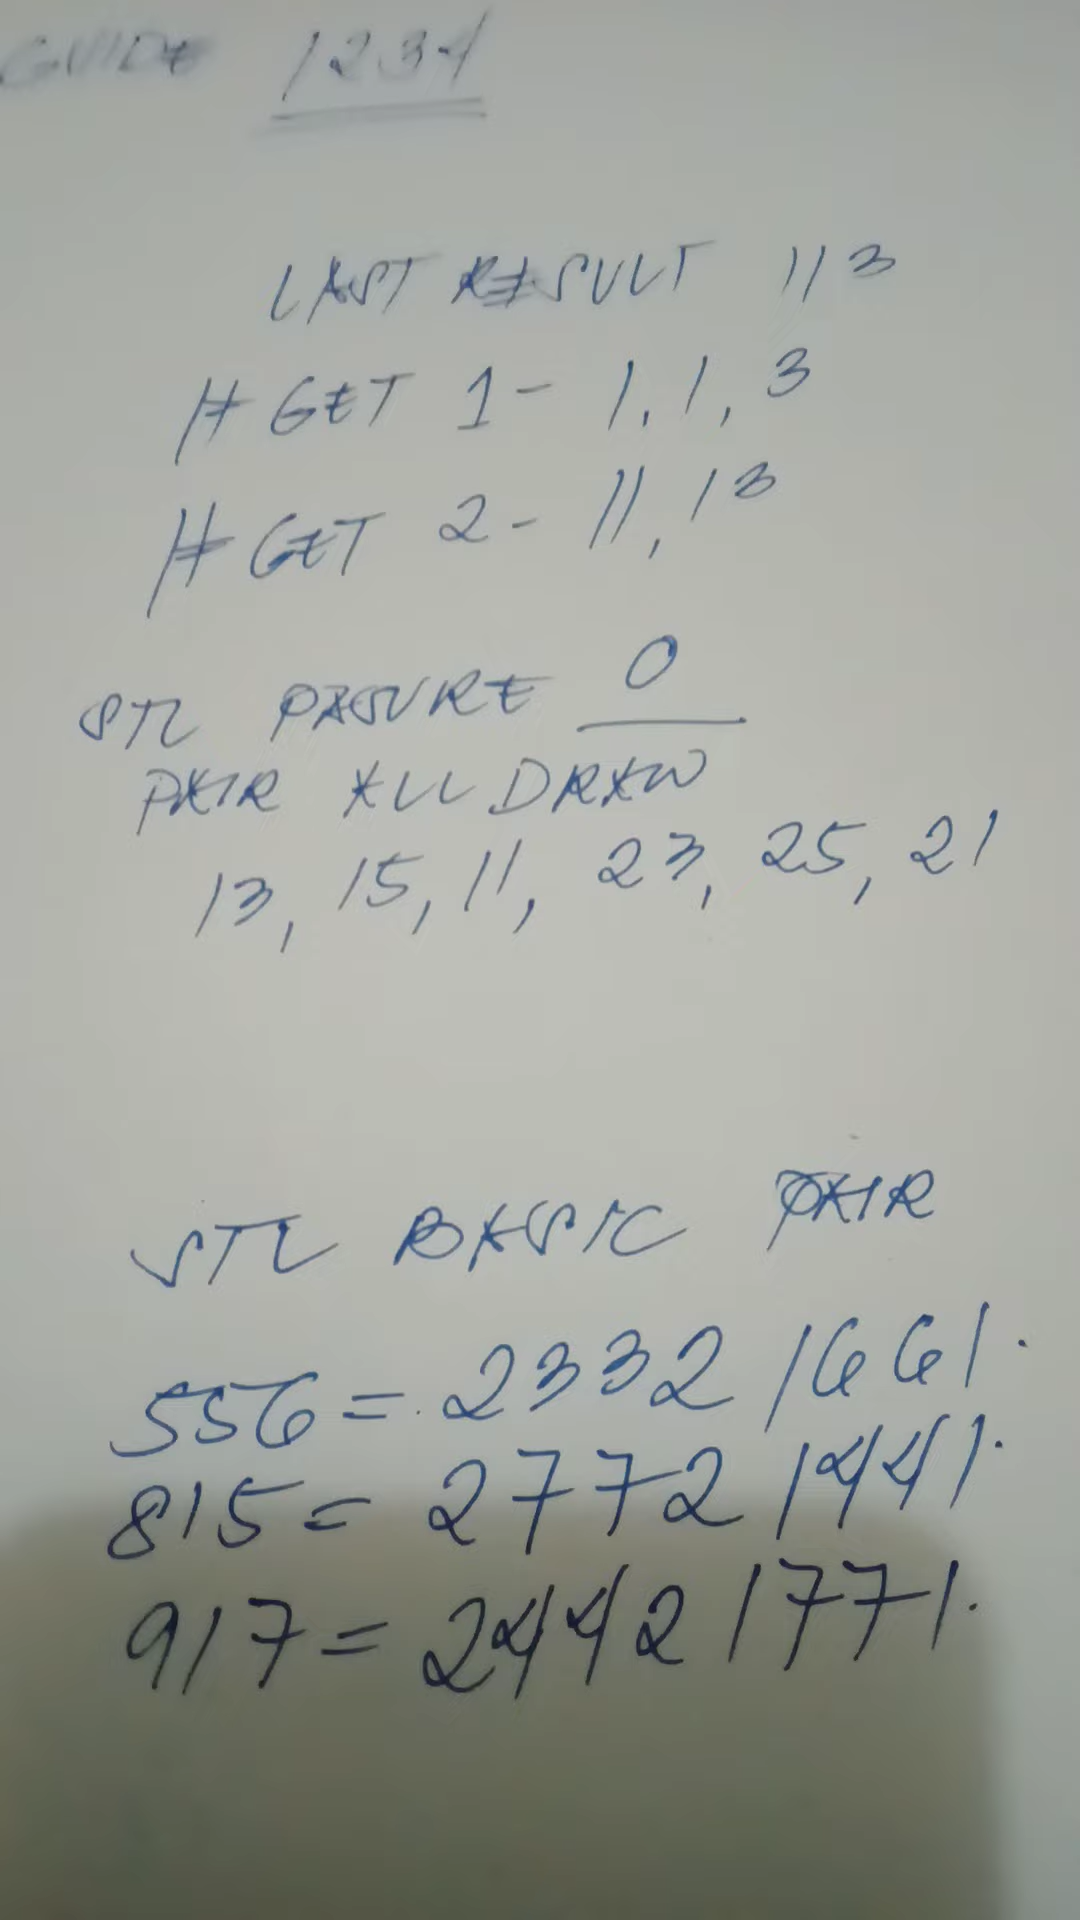 GUIDE 1234
LAST RESULT 113
# GET 1- 1, 1, 3
# GET 2- 11, 13
STL PASURE 0
PAIR ALL DRAW
13, 15, 11, 23, 25, 21
STL BASIC PAIR
556 = 2332 1661.
815 = 2772 1441.
917 = 2442 1771.